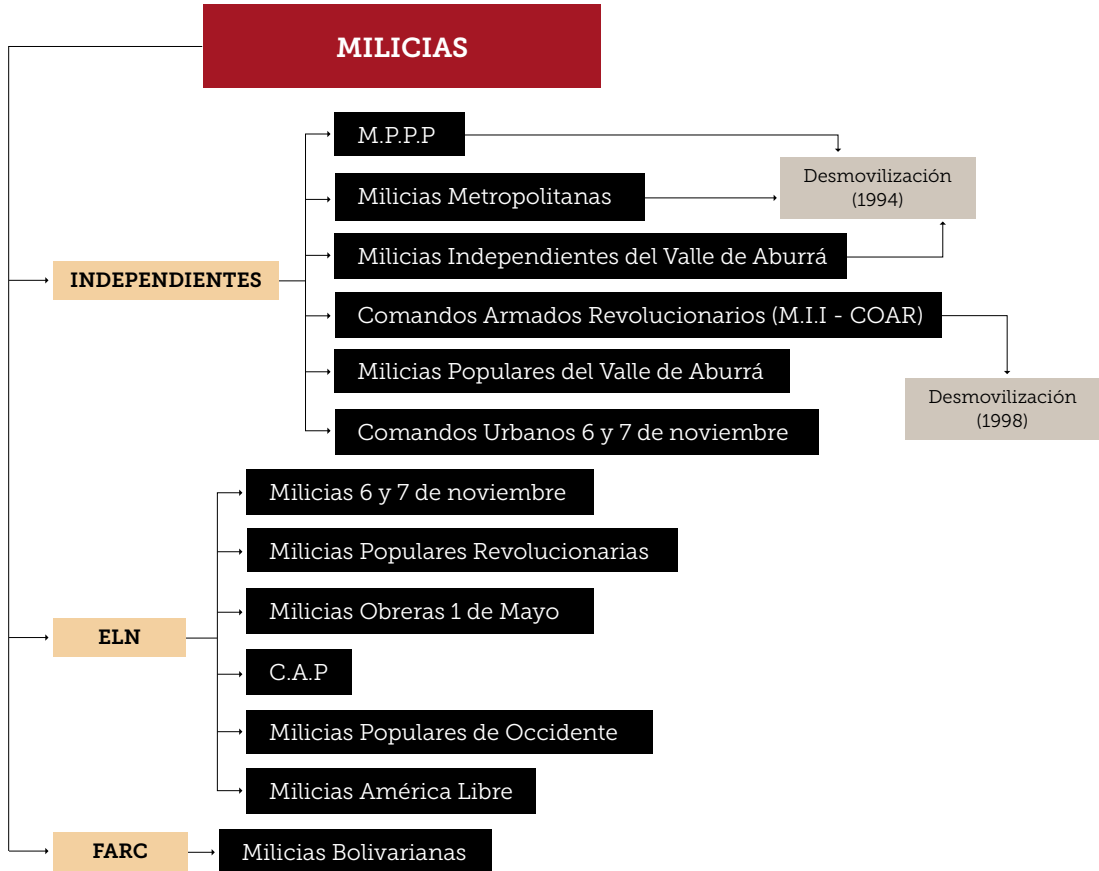 MILICIAS
INDEPENDIENTES
M.P.P.P
Milicias Metropolitanas
Milicias Independientes del Valle de Aburrá
Desmovilización
(1994)
Comandos Armados Revolucionarios (M.I.I - COAR)
Milicias Populares del Valle de Aburrá
Comandos Urbanos 6 y 7 de noviembre
Desmovilización
(1998)
ELN
Milicias 6 y 7 de noviembre
Milicias Populares Revolucionarias
Milicias Obreras 1 de Mayo
C.A.P
Milicias Populares de Occidente
Milicias América Libre
FARC
Milicias Bolivarianas